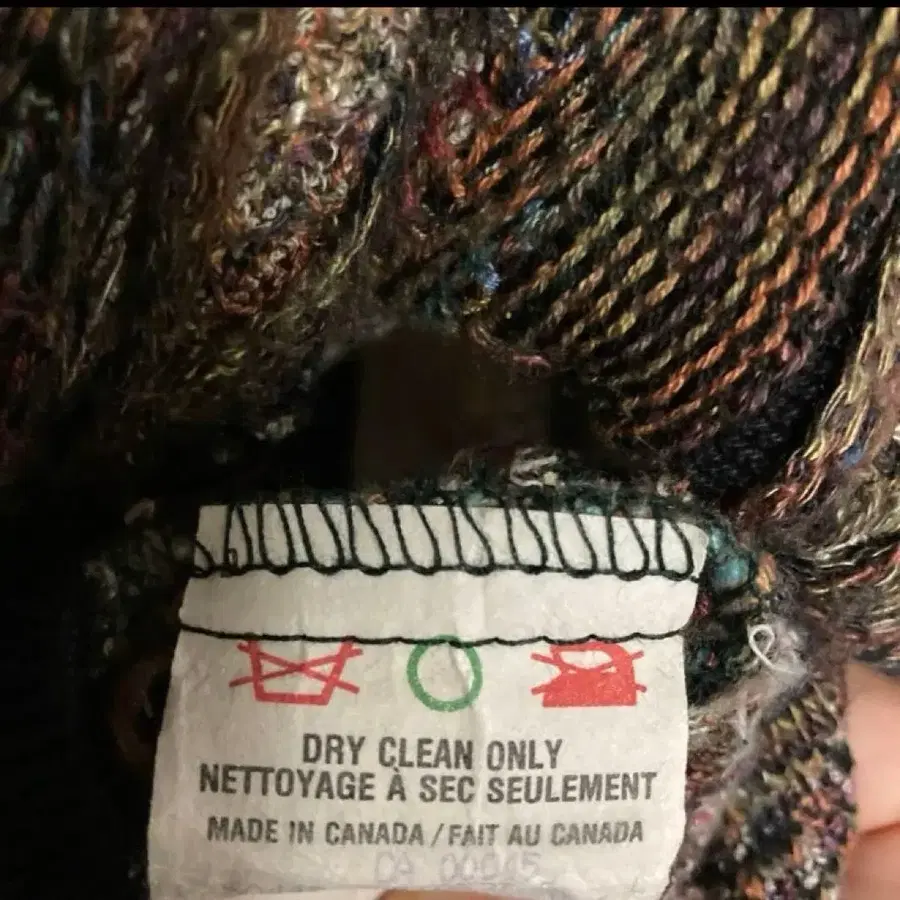 DRY CLEAN ONLY
NETTOYAGE À SEC SEULEMENT
MADE IN CANADA / FAIT AU CANADA